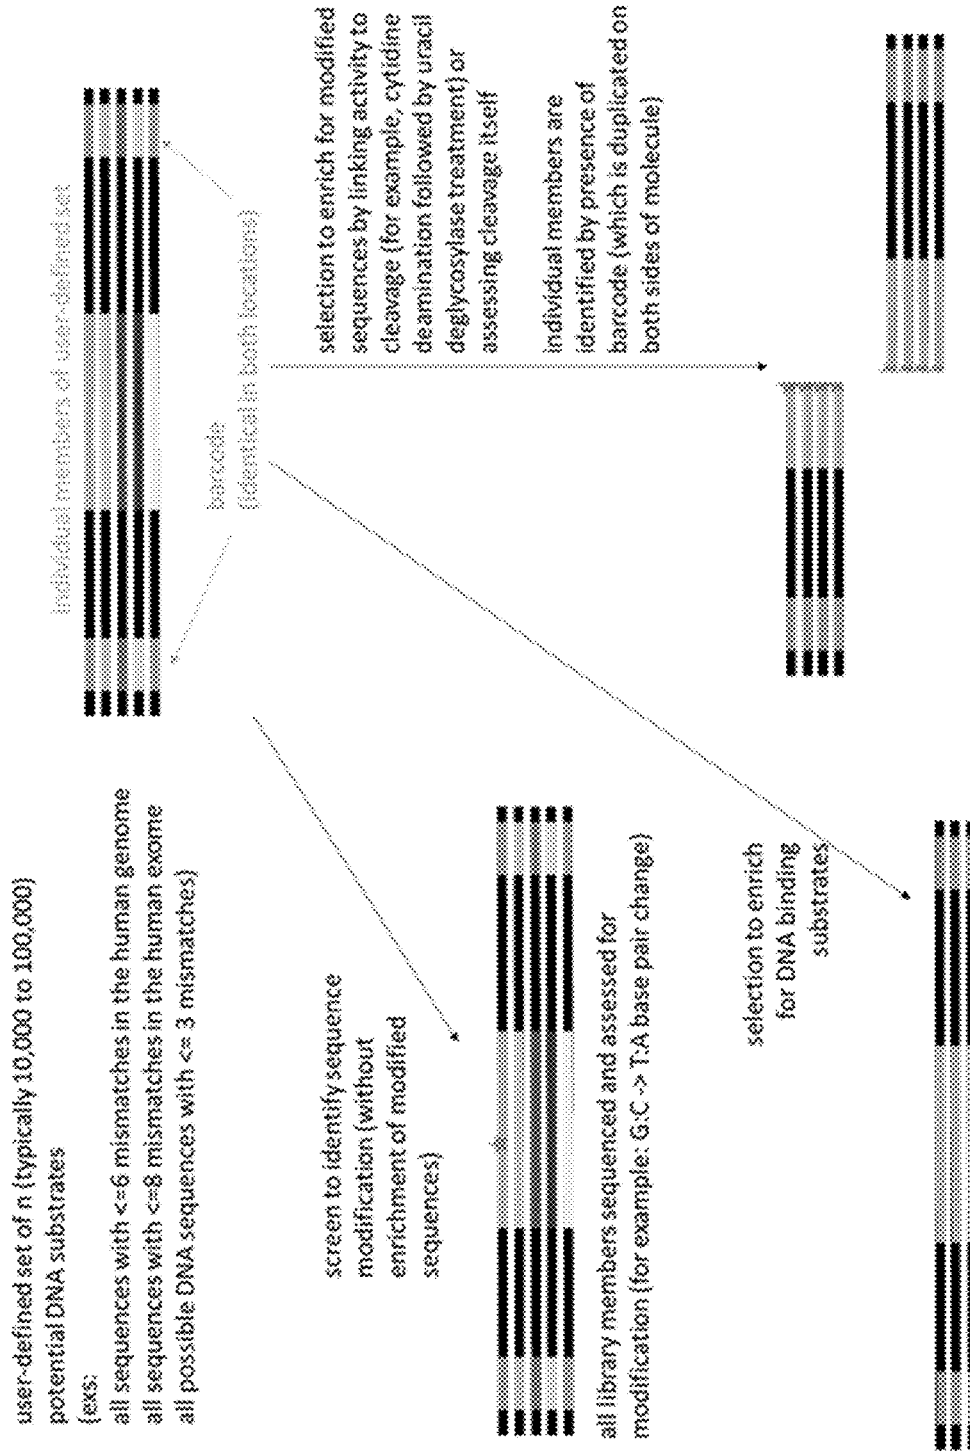 user-defined set of n (typically 10,000 to 100,000)
potential DNA substrates
(exs:
all sequences with <=6 mismatches in the human genome
all sequences with <=8 mismatches in the human exome
all possible DNA sequences with <= 3 mismatches)
individual members of user-defined set
barcode
(identical in both locations)
screen to identify sequence
modification (without
enrichment of modified
sequences)
selection to enrich for modified
sequences by linking activity to
cleavage (for example, cytidine
deamination followed by uracil
deglycosylase treatment) or
assessing cleavage itself
individual members are
identified by presence of
barcode (which is duplicated on
both sides of molecule)
all library members sequenced and assessed for
modification (for example: G:C -> T:A base pair change)
selection to enrich
for DNA binding
substrates